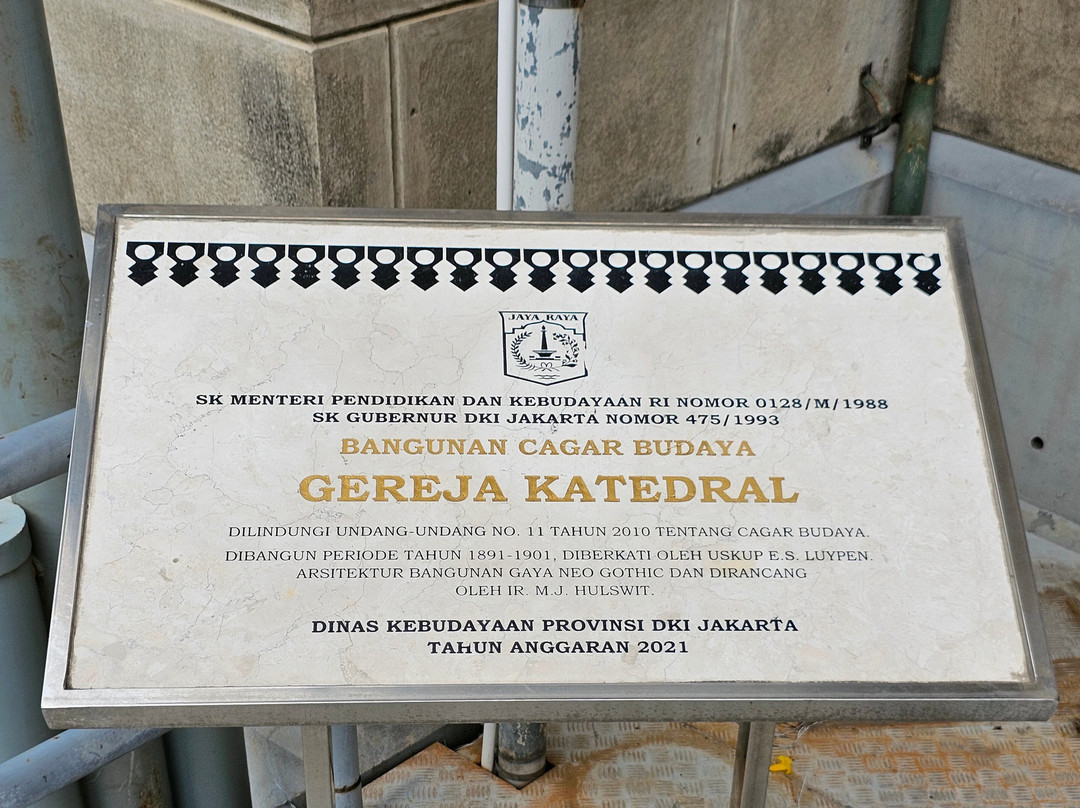 JAYA RAYA
SK MENTERI PENDIDIKAN DAN KEBUDAYAAN RI NOMOR 0128/M/1988
SK GUBERNUR DKI JAKARTA NOMOR 475/1993
BANGUNAN CAGAR BUDAYA
GEREJA KATEDRAL
DILINDUNGI UNDANG-UNDANG NO. 11 TAHUN 2010 TENTANG CAGAR BUDAYA.
DIBANGUN PERIODE TAHUN 1891-1901, DIBERKATI OLEH USKUP E.S. LUYPEN.
ARSITEKTUR BANGUNAN GAYA NEO GOTHIC DAN DIRANCANG
OLEH IR. M.J. HULSWIT.
DINAS KEBUDAYAAN PROVINSI DKI JAKARTA
TAHUN ANGGARAN 2021